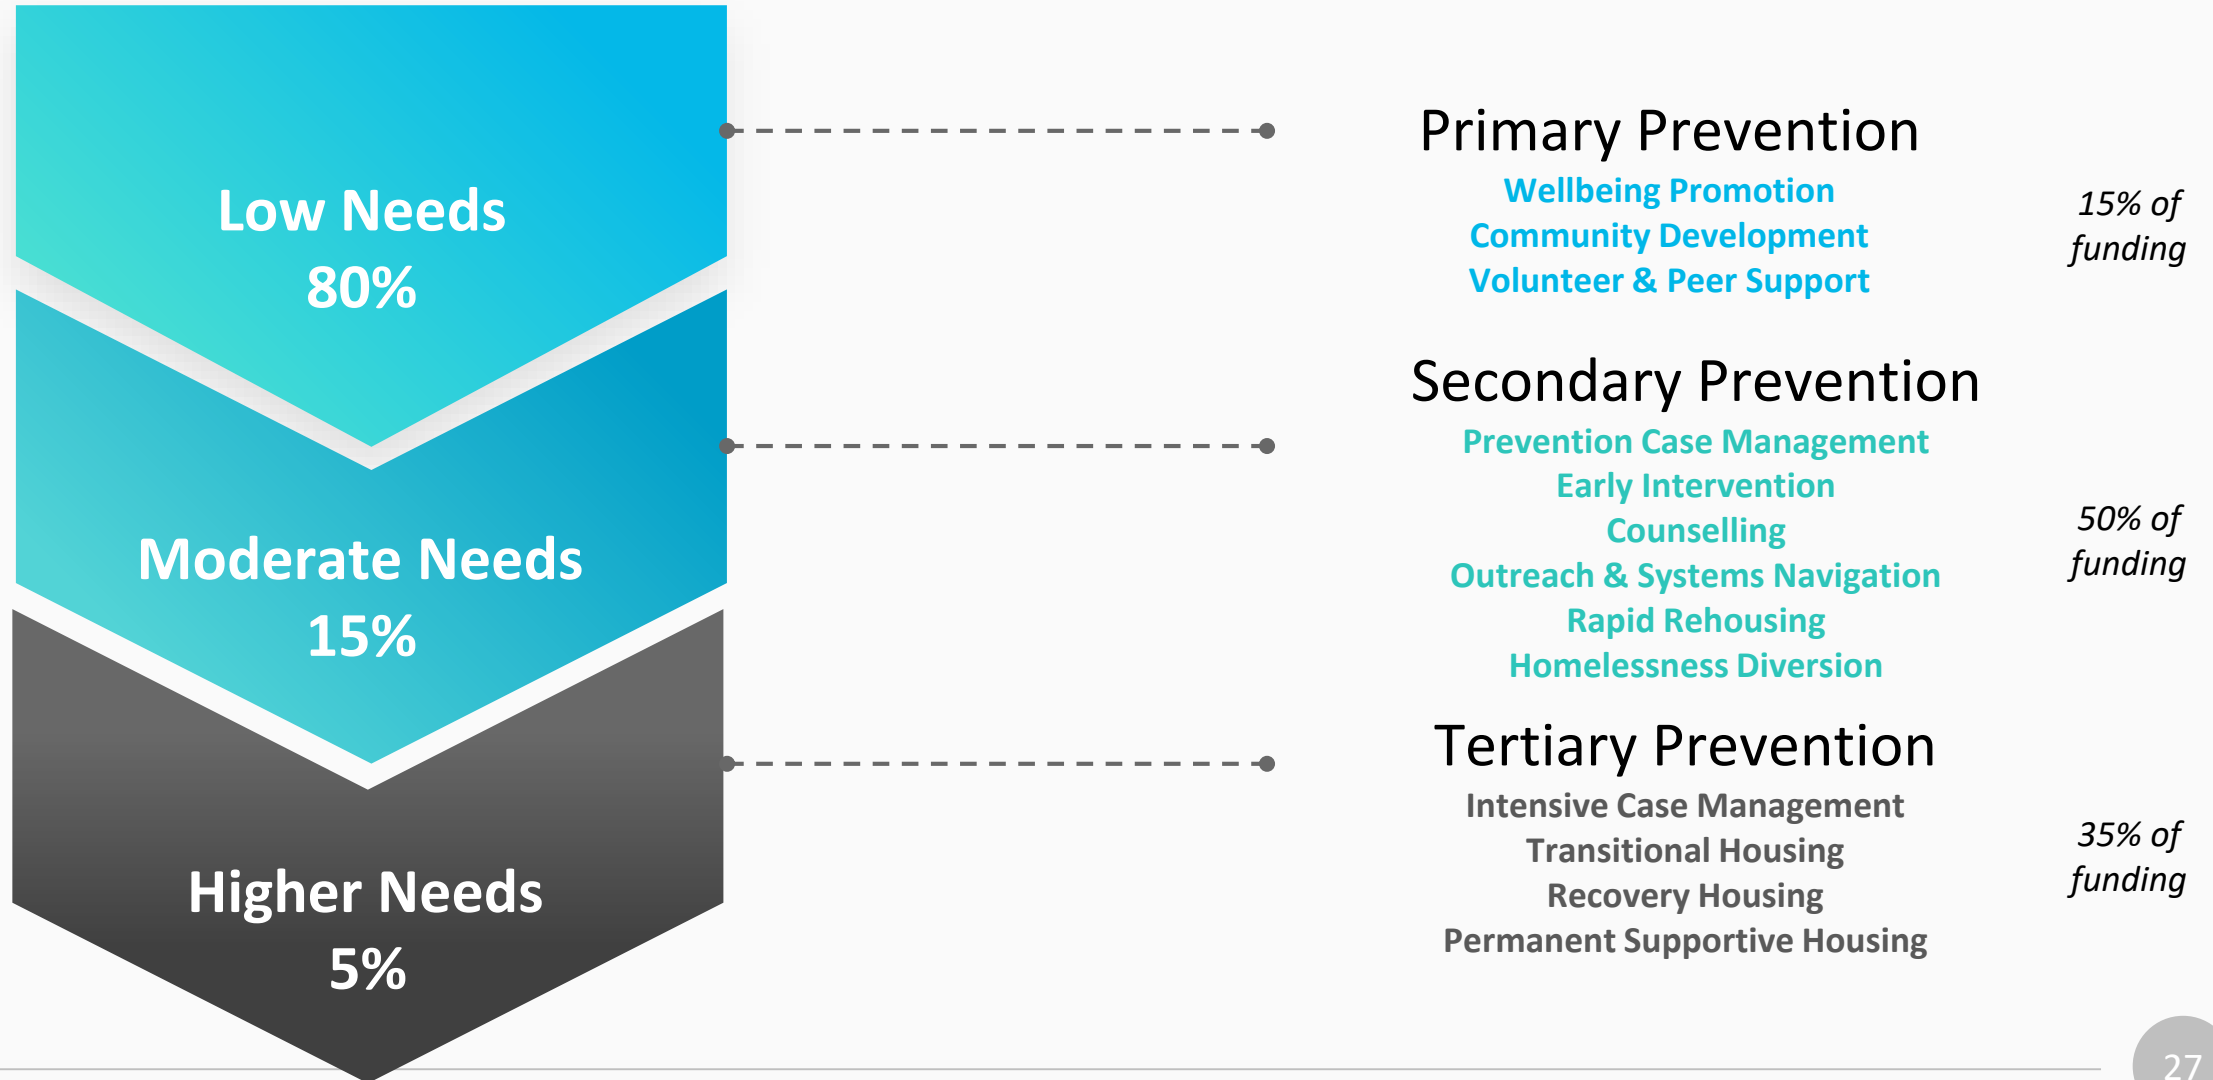 Low Needs
80%
Primary Prevention
Wellbeing Promotion
Community Development
Volunteer & Peer Support
15% of
funding
Moderate Needs
15%
Secondary Prevention
Prevention Case Management
Early Intervention
Counselling
Outreach & Systems Navigation
Rapid Rehousing
Homelessness Diversion
50% of
funding
Higher Needs
5%
Tertiary Prevention
Intensive Case Management
Transitional Housing
Recovery Housing
Permanent Supportive Housing
35% of
funding
27